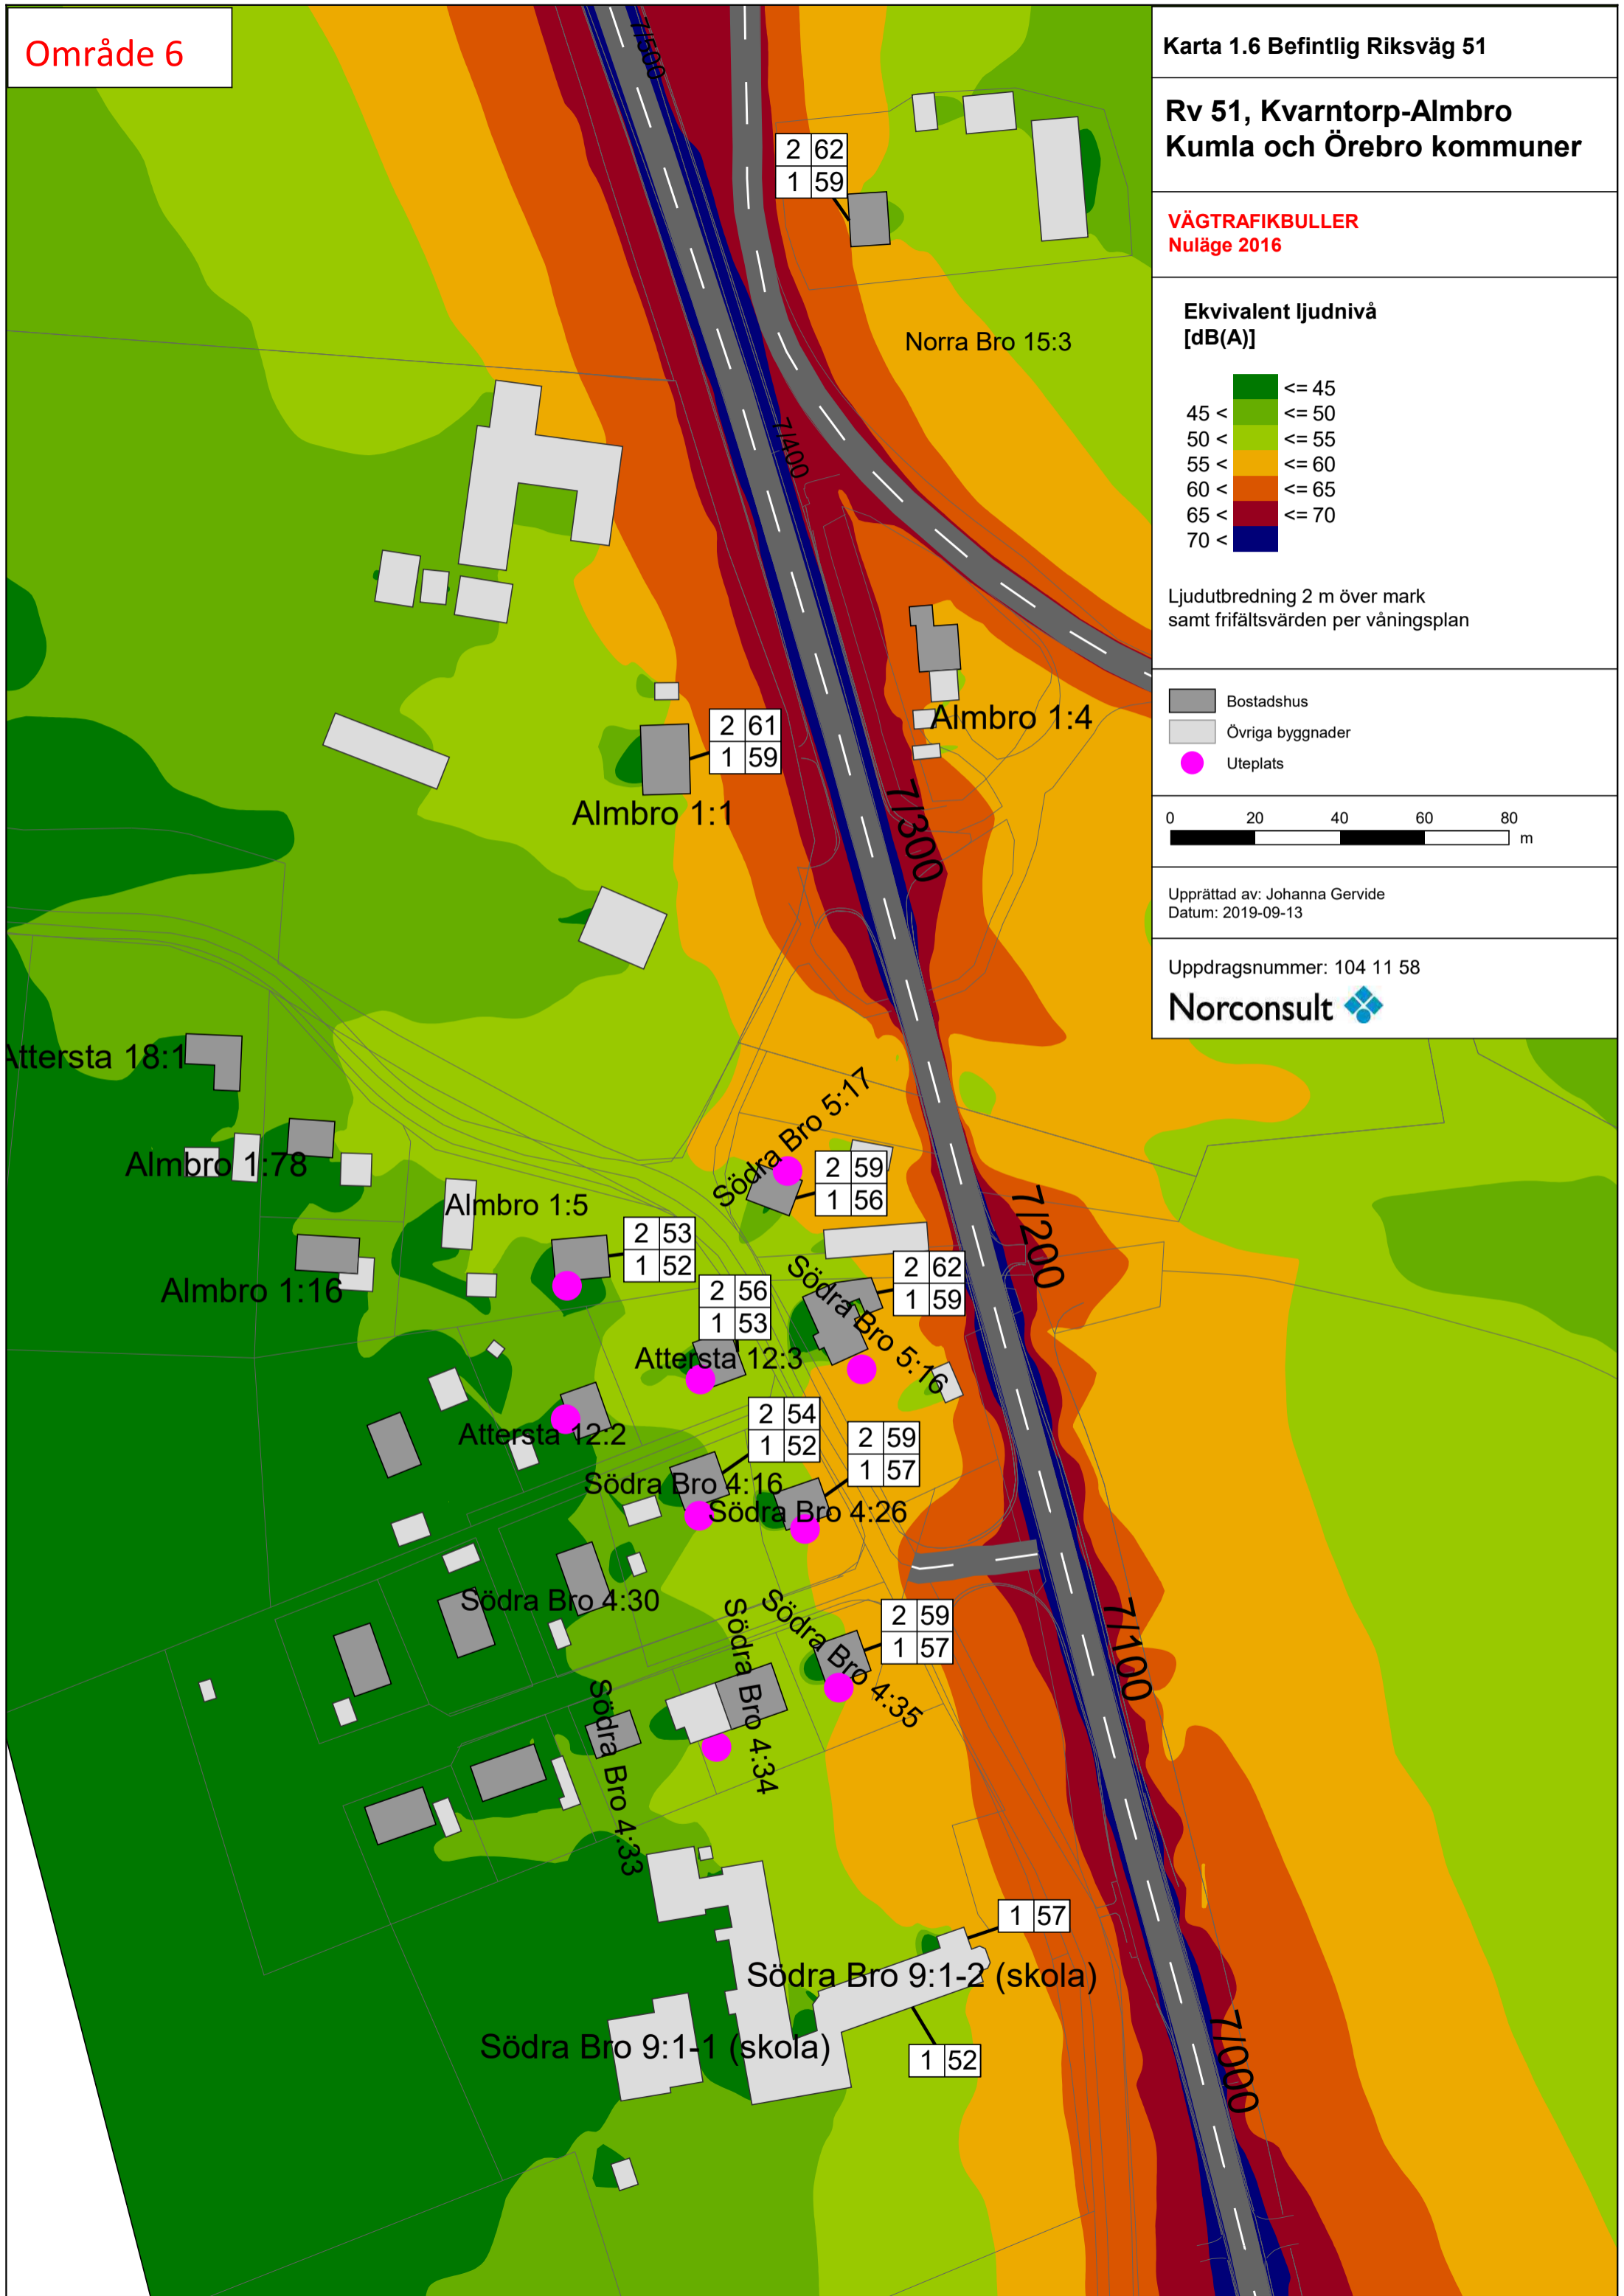 Område 6
Karta 1.6 Befintlig Riksväg 51
Rv 51, Kvarntorp-Almbro
Kumla och Örebro kommuner
VÄGTRAFIKBULLER
Nuläge 2016
Ekvivalent ljudnivå
[dB(A)]
<= 45
45 < <= 50
50 < <= 55
55 < <= 60
60 < <= 65
65 < <= 70
70 <
Ljudutbredning 2 m över mark
samt frifältsvärden per våningsplan
Bostadshus
Övriga byggnader
Uteplats
0 20 40 60 80
m
Upprättad av: Johanna Gervide
Datum: 2019-09-13
Uppdragsnummer: 104 11 58
Norconsult
7/500
2 62
1 59
Norra Bro 15:3
7/400
Almbro 1:4
2 61
1 59
Almbro 1:1
7/300
Attersta 18:1
Södra Bro 5:17
Almbro 1:78
2 59
1 56
Almbro 1:5
7/200
2 53
1 52
Almbro 1:16
2 56
1 53
2 62
1 59
Södra Bro 5:16
Attersta 12:3
2 54
1 52
Attersta 12:2
2 59
1 57
Södra Bro 4:16
Södra Bro 4:26
Södra Bro 4:30
2 59
1 57
Södra Bro 4:35
7/100
Södra Bro 4:34
Södra Bro 4:33
1 57
Södra Bro 9:1-2 (skola)
Södra Bro 9:1-1 (skola)
1 52
7/000